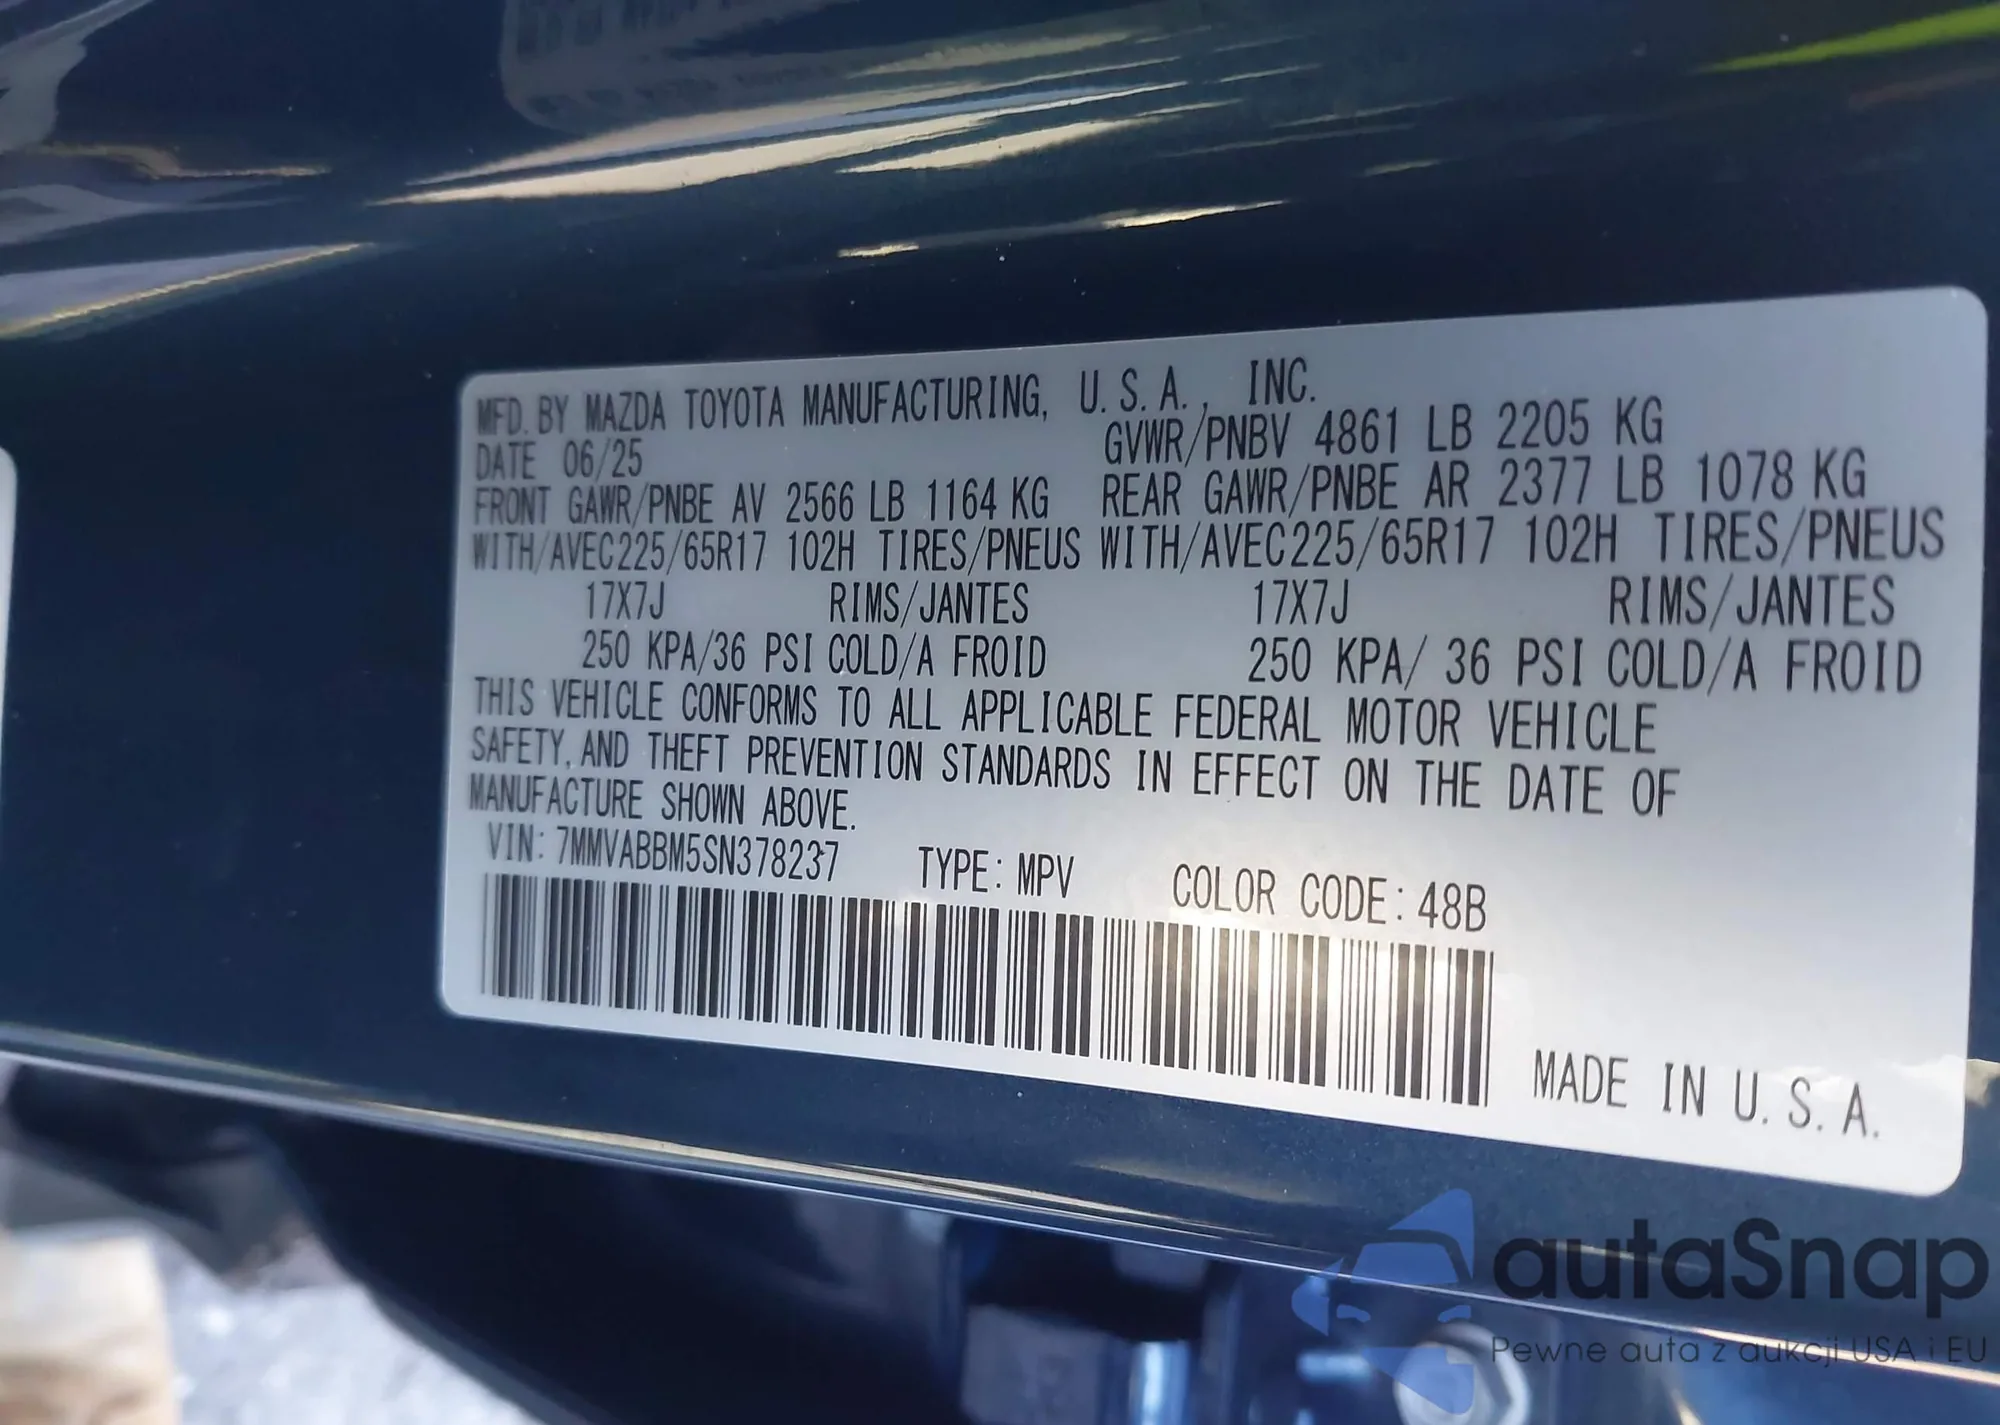 MFD. BY MAZDA TOYOTA MANUFACTURING, U.S.A., INC.
DATE 06/25 GVWR/PNBV 4861 LB 2205 KG
FRONT GAWR/PNBE AV 2566 LB 1164 KG REAR GAWR/PNBE AR 2377 LB 1078 KG
WITH/AVEC225/65R17 102H TIRES/PNEUS WITH/AVEC225/65R17 102H TIRES/PNEUS
17X7J RIMS/JANTES 17X7J RIMS/JANTES
250 KPA/36 PSI COLD/A FROID 250 KPA/ 36 PSI COLD/A FROID
THIS VEHICLE CONFORMS TO ALL APPLICABLE FEDERAL MOTOR VEHICLE
SAFETY, AND THEFT PREVENTION STANDARDS IN EFFECT ON THE DATE OF
MANUFACTURE SHOWN ABOVE.
VIN: 7MMVABBM5SN378237 TYPE: MPV COLOR CODE: 48B
MADE IN U.S.A.
autaSnap
Pewne auta z aukcji USA i EU